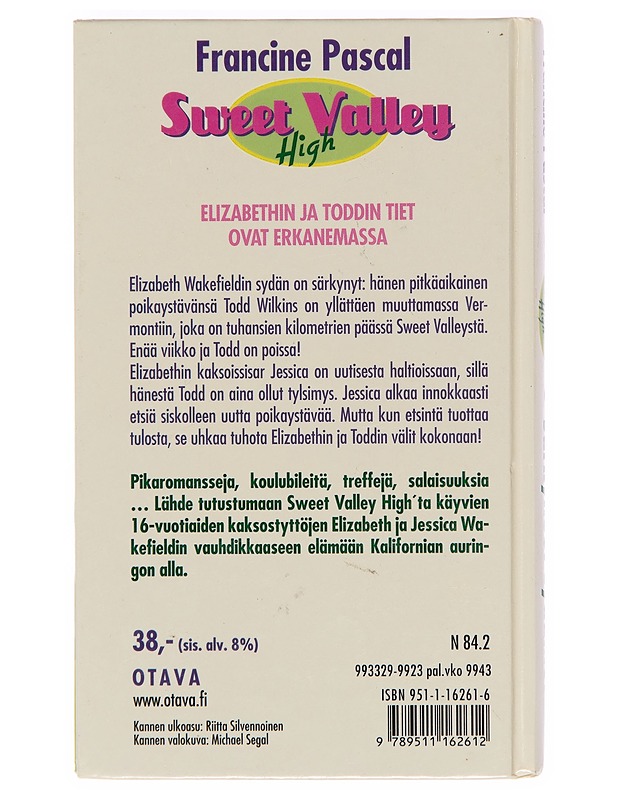 Francine Pascal
Sweet Valley
High
ELIZABETHIN JA TODDIN TIET
OVAT ERKANEMASSA
Elizabeth Wakefieldin sydän on särkynyt: hänen pitkäaikainen
poikaystävänsä Todd Wilkins on yllättäen muuttamassa Ver-
montiin, joka on tuhansien kilometrien päässä Sweet Valleystä.
Enää viikko ja Todd on poissa!
Elizabethin kaksoissisar Jessica on uutisesta haltioissaan, sillä
hänestä Todd on aina ollut tylsimys. Jessica alkaa innokkaasti
etsiä siskolleen uutta poikaystävää. Mutta kun etsintä tuottaa
tulosta, se uhkaa tuhota Elizabethin ja Toddin välit kokonaan!
Pikaromansseja, koulubileitä, treffejä, salaisuuksia
... Lähde tutustumaan Sweet Valley High´ta käyvien
16-vuotiaiden kaksostyttöjen Elizabeth ja Jessica Wa-
kefieldin vauhdikkaaseen elämään Kalifornian aurin-
gon alla.
38,- (sis. alv. 8%)
N 84.2
OTAVA
993329-9923 pal.vko 9943
www.otava.fi
ISBN 951-1-16261-6
Kannen ulkoasu: Riitta Silvennoinen
Kannen valokuva: Michael Segal
9 789511 162612